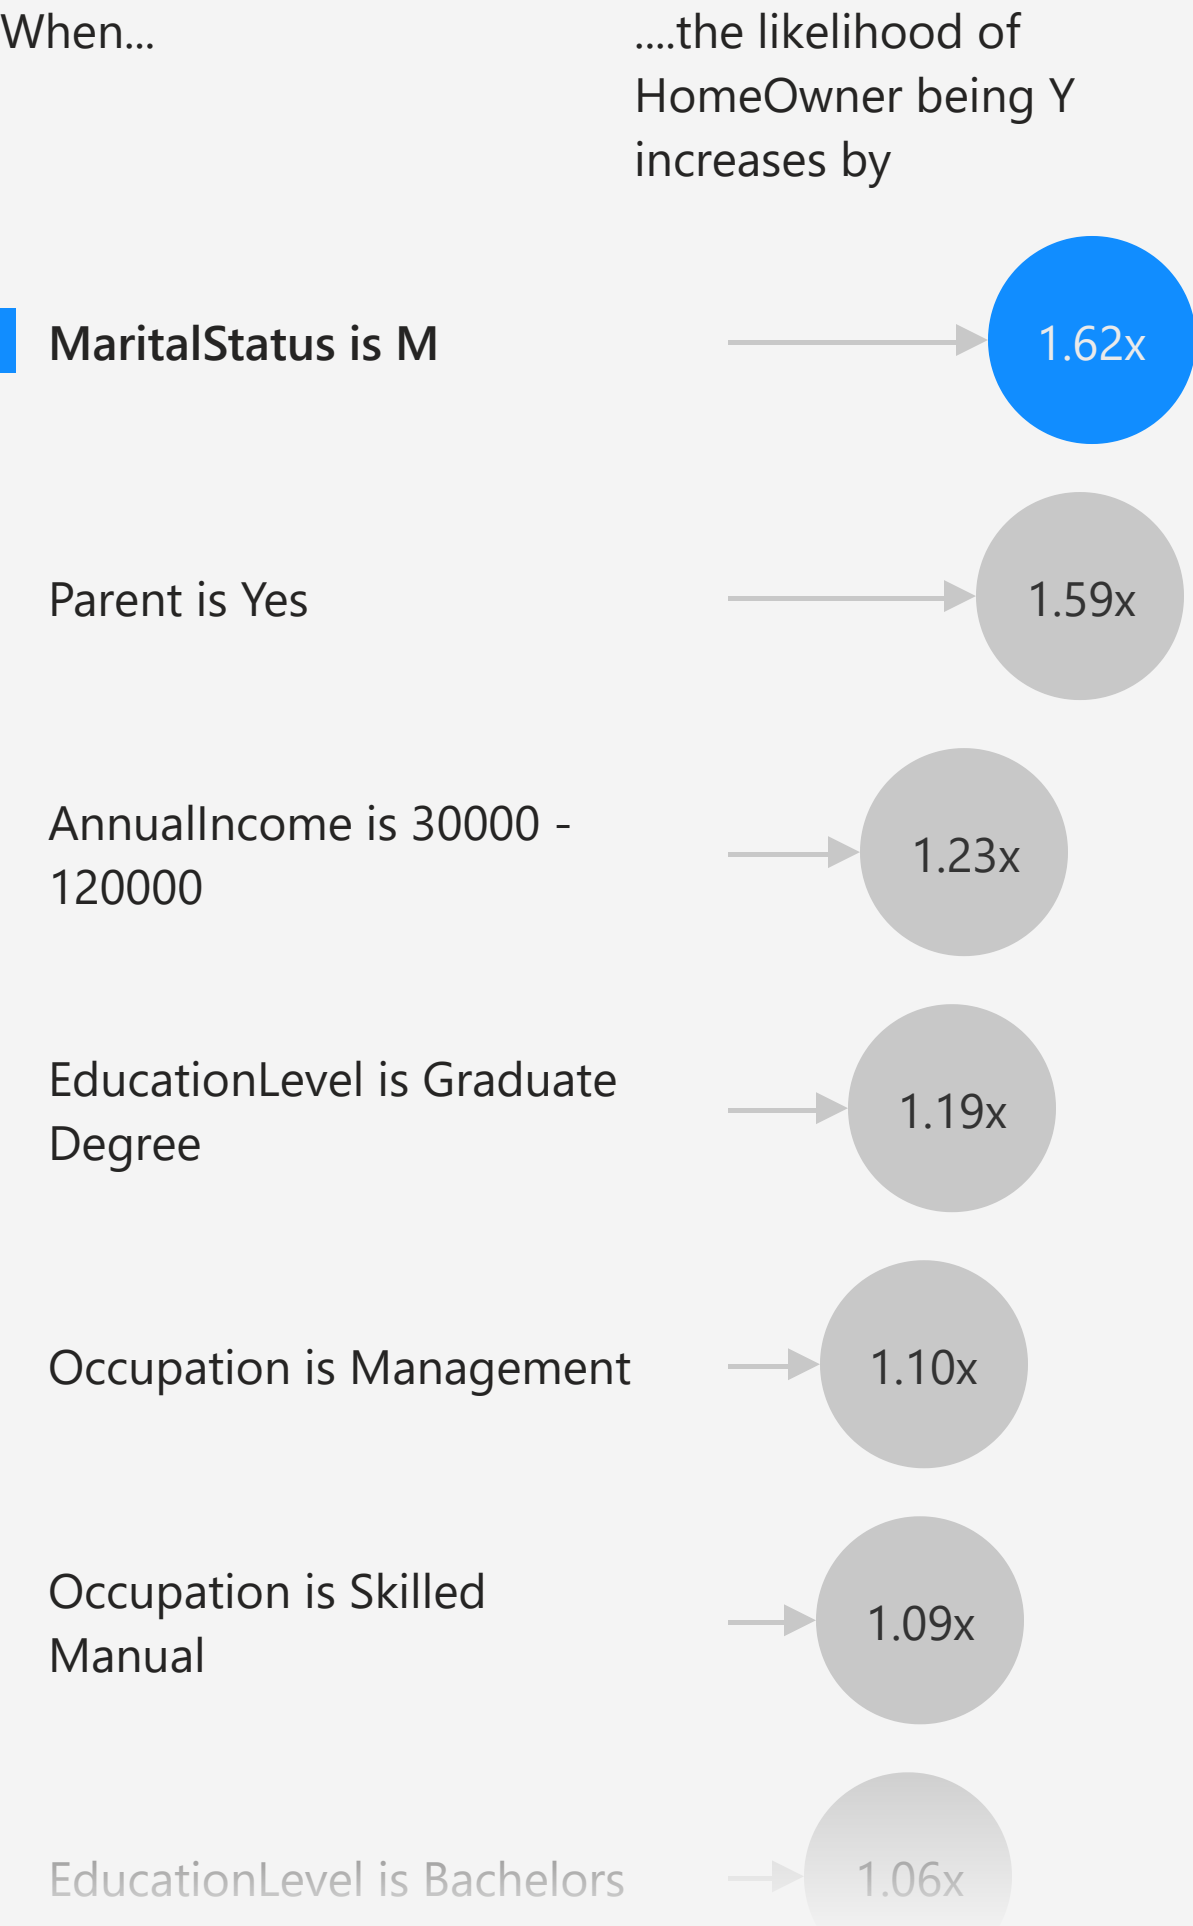 When...
....the likelihood of
HomeOwner being Y
increases by
MaritalStatus is M
1.62x
Parent is Yes
1.59x
AnnualIncome is 30000 -
120000
1.23x
EducationLevel is Graduate
Degree
1.19x
Occupation is Management
1.10x
Occupation is Skilled
Manual
1.09x
EducationLevel is Bachelors
1.06x